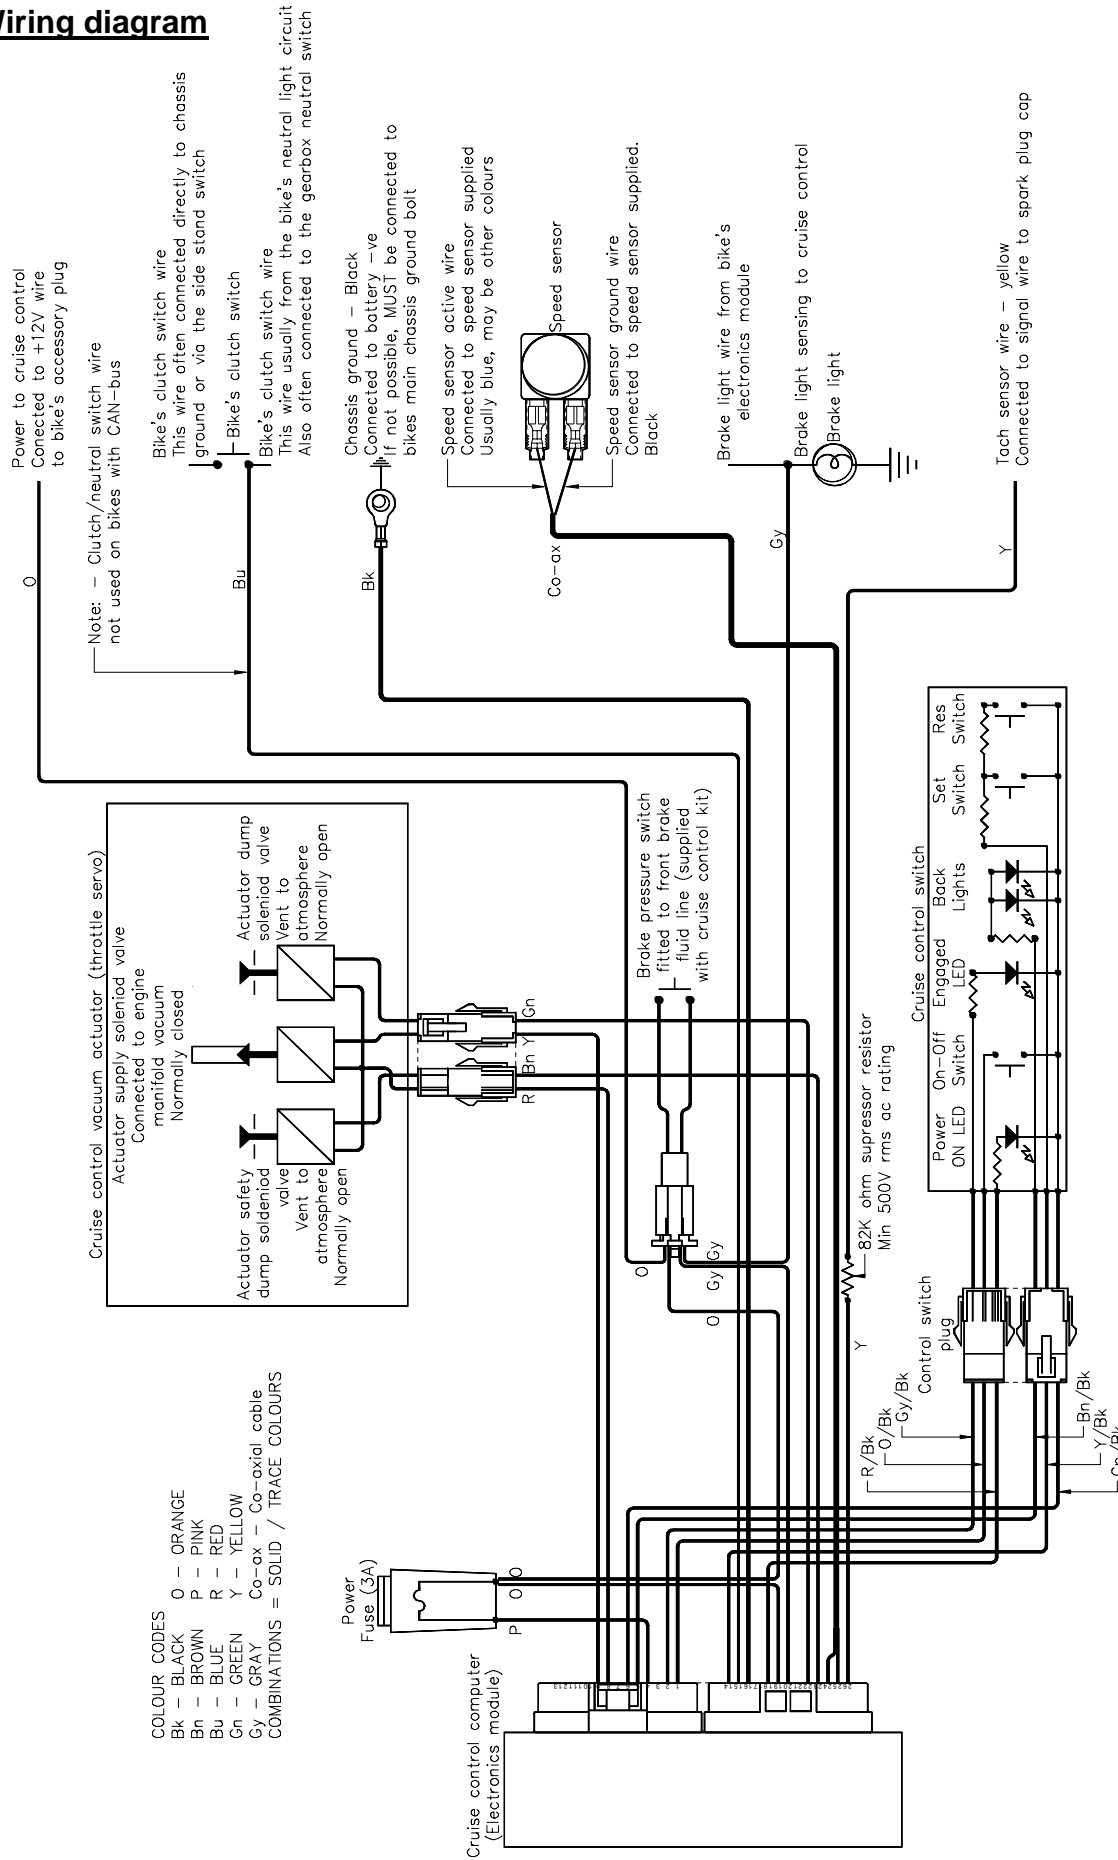 Wiring diagram
Power to cruise control
Conected to +12V wire
to bike's accessory plug
O
Note: - Clutch/neutral switch wire
not used on bikes with CAN-bus
Bike's clutch switch wire
This wire often connected directly to chassis
ground or via the side stand switch
Bike's clutch switch
Bike's clutch switch wire
This wire usually from the bike's neutral light circuit
Also often connected to the gearbox neutral switch
Bu
Chassis ground - Black
Connected to battery -ve
If not possible, MUST be connected to
bikes main chassis ground bolt
Bk
Speed sensor active wire
Connected to speed sensor supplied
Usually blue, may be other colours
Speed sensor
Co-ax
Speed sensor ground wire
Connected to speed sensor supplied.
Black
Brake light wire from bike's
electronics module
Brake light sensing to cruise control
Gy
Brake light
Tach sensor wire - yellow
Connected to signal wire to spark plug cap
Y
Cruise control vacuum actuator (throttle servo)
Actuator supply soleniod valve
Connected to engine
manifold vacuum
Normally closed
Actuator dump
soleniod valve
Vent to
atmosphere
Normally open
Actuator safety
dump soldeniod
valve
Vent to
atmosphere
Normally open
R Bn Y Gn
Brake pressure switch
fitted to front brake
fluid line (supplied
with cruise control kit)
O
O
Gy Gy
82K ohm supressor resistor
Min 500V rms ac rating
Y
Cruise control switch
Power
ON LED
On-Off
Switch
Engaged
LED
Back
Lights
Set
Switch
Res
Switch
Control switch
plug
R/Bk
O/Bk
Gy/Bk
Bn/Bk
Y/Bk
Gn/Bk
COLOUR CODES
Bk - BLACK O - ORANGE
Bn - BROWN P - PINK
Bu - BLUE R - RED
Gn - GREEN Y - YELLOW
Gy - GRAY Co-ax - Co-axial cable
COMBINATIONS = SOLID / TRACE COLOURS
Power
Fuse (3A)
P O O
Cruise control computer
(Electronics module)